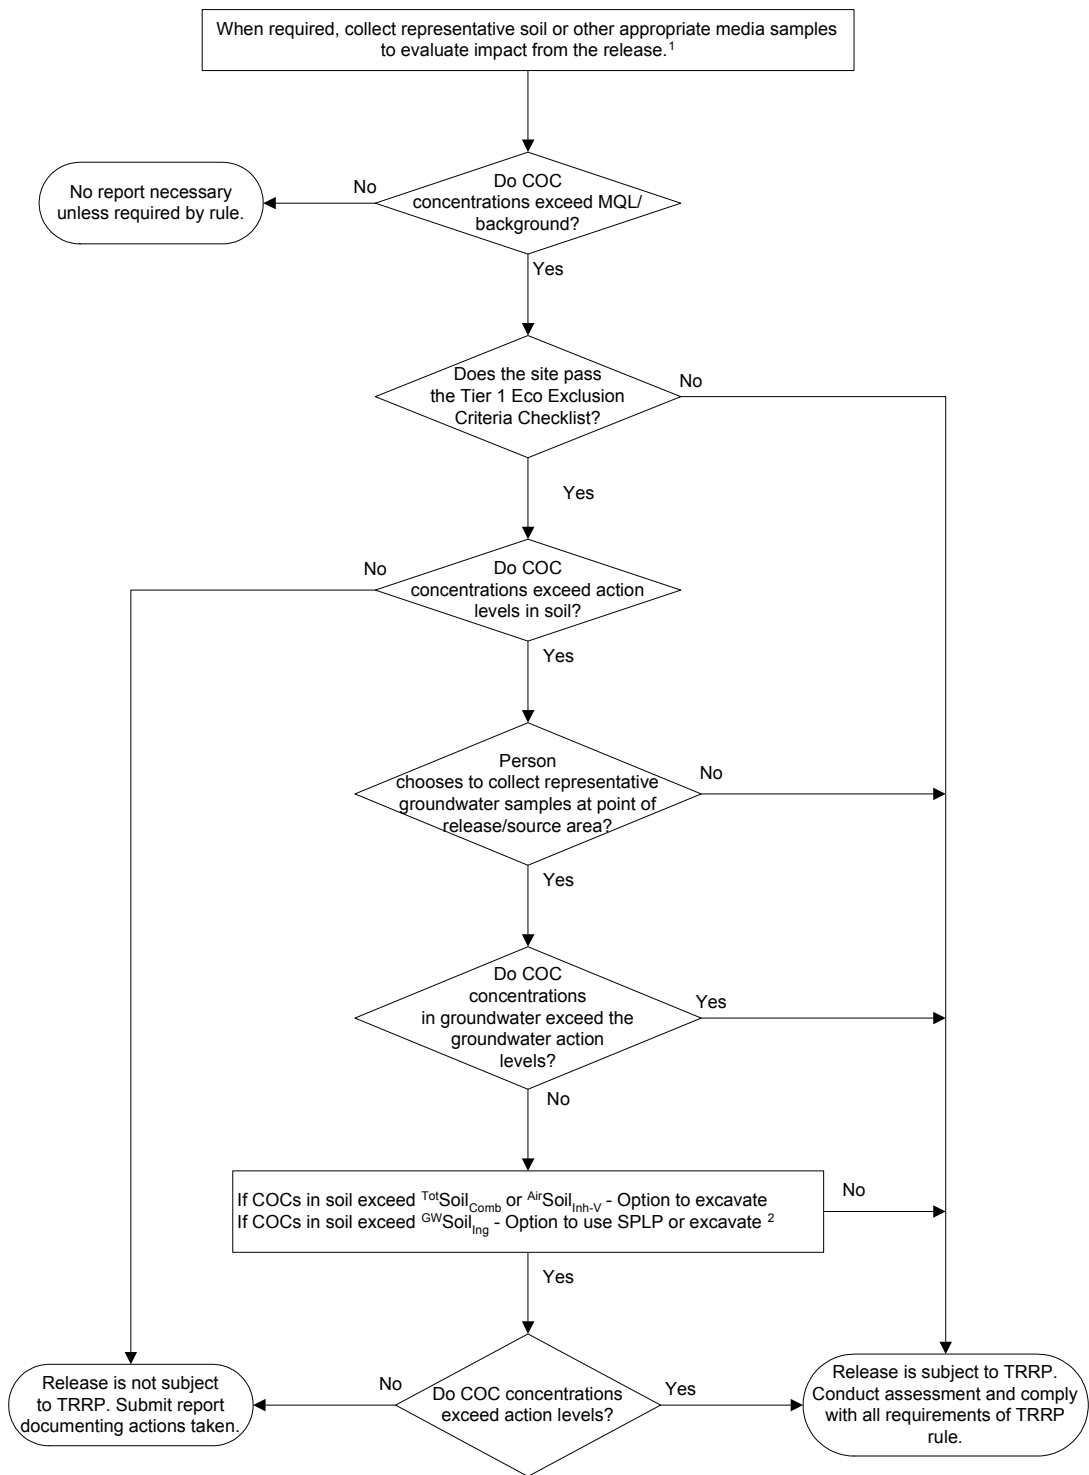 When required, collect representative soil or other appropriate media samples
to evaluate impact from the release.¹
Do COC
concentrations exceed MQL/
background?
No
No report necessary
unless required by rule.
Yes
Does the site pass
the Tier 1 Eco Exclusion
Criteria Checklist?
No
Yes
Do COC
concentrations exceed action
levels in soil?
No
Yes
Person
chooses to collect representative
groundwater samples at point of
release/source area?
No
Yes
Do COC
concentrations
in groundwater exceed the
groundwater action
levels?
Yes
No
If COCs in soil exceed TotSoilComb or AirSoilInh-V - Option to excavate
If COCs in soil exceed GWSoilIng - Option to use SPLP or excavate ²
No
Yes
Do COC concentrations
exceed action levels?
No
Yes
Release is not subject
to TRRP. Submit report
documenting actions taken.
Release is subject to TRRP.
Conduct assessment and comply
with all requirements of TRRP
rule.